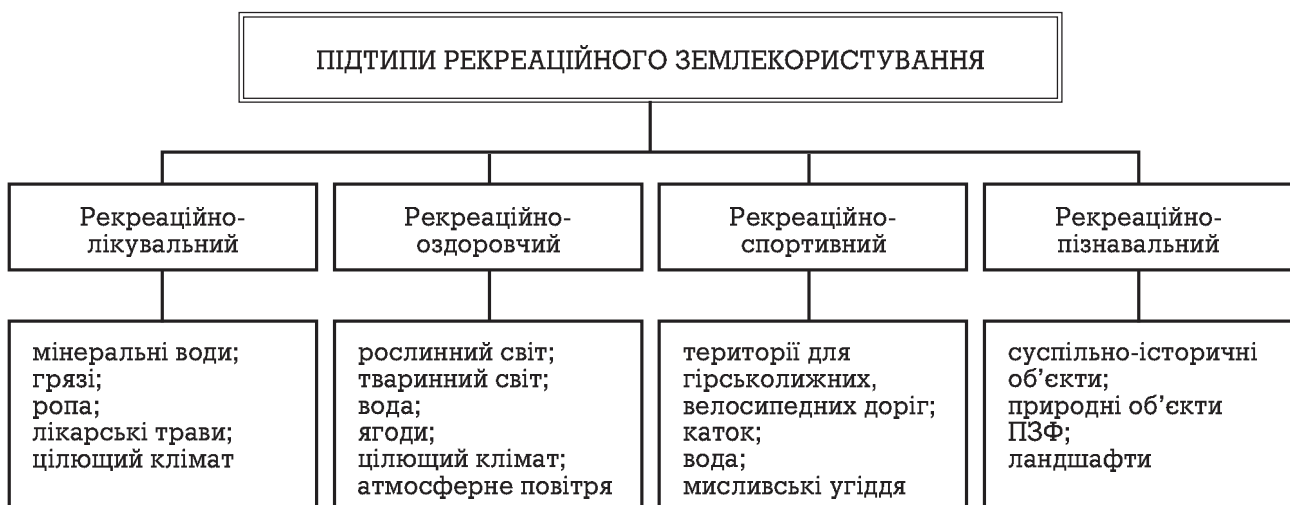 ПІДТИПИ РЕКРЕАЦІЙНОГО ЗЕМЛЕКОРИСТУВАННЯ
Рекреаційно-
лікувальний
Рекреаційно-
оздоровчий
Рекреаційно-
спортивний
Рекреаційно-
пізнавальний
мінеральні води;
грязі;
ропа;
лікарські трави;
цілющий клімат
рослинний світ;
тваринний світ;
вода;
ягоди;
цілющий клімат;
атмосферне повітря
території для
гірськолижних,
велосипедних доріг;
каток;
вода;
мисливські угіддя
суспільно-історичні
об’єкти;
природні об’єкти
ПЗФ;
ландшафти